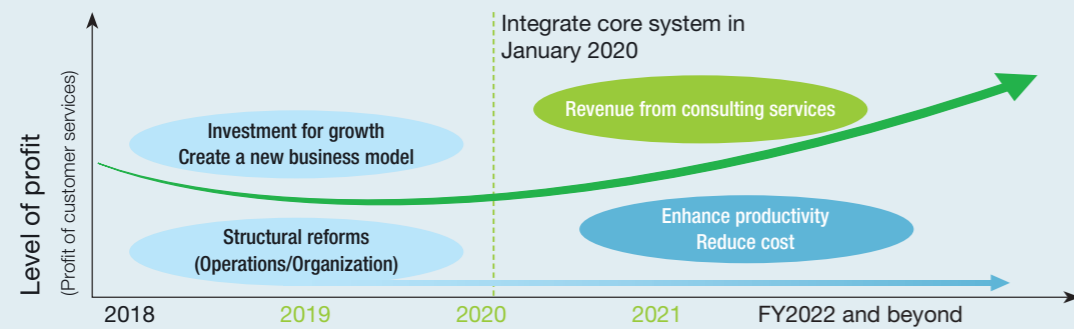 Integrate core system in
January 2020
Level of profit
(Profit of customer services)
Investment for growth
Create a new business model
Revenue from consulting services
Structural reforms
(Operations/Organization)
Enhance productivity
Reduce cost
2018
2019
2020
2021
FY2022 and beyond